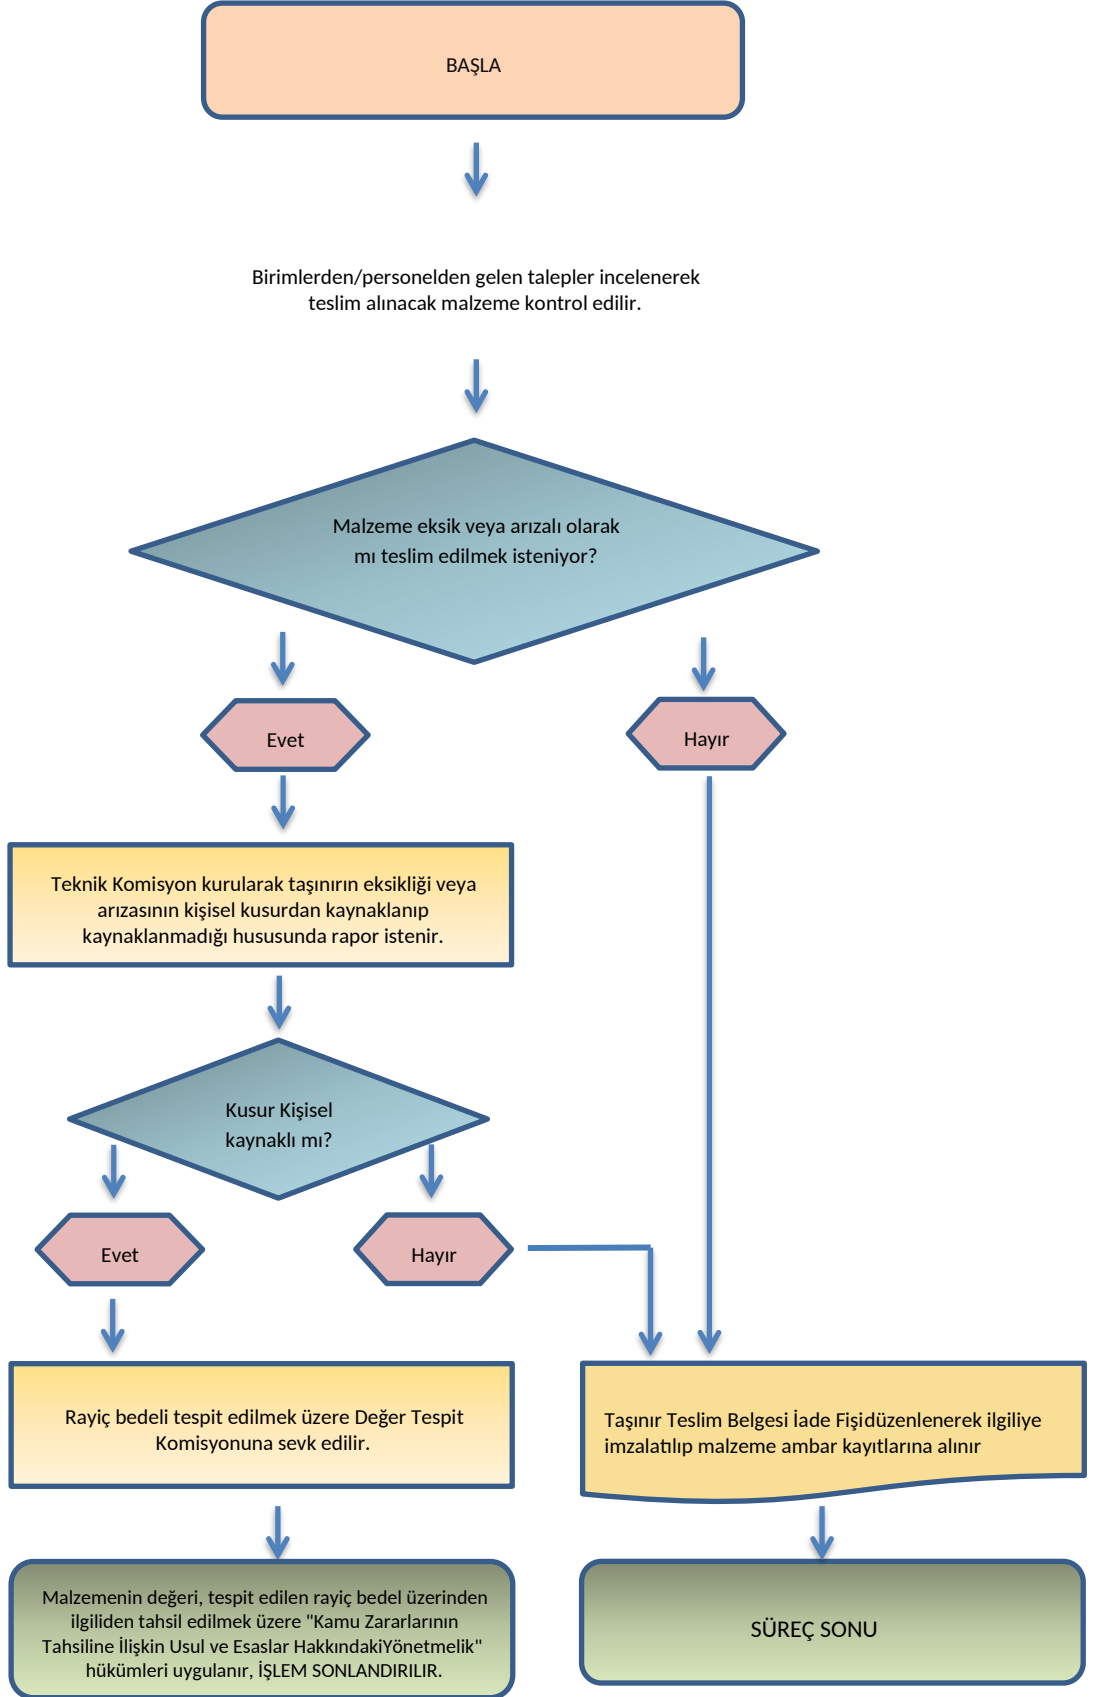 BAŞLA
Birimlerden/personelden gelen talepler incelenerek
teslim alınacak malzeme kontrol edilir.
Malzeme eksik veya arızalı olarak
mı teslim edilmek isteniyor?
Evet
Hayır
Teknik Komisyon kurularak taşınırın eksikliği veya
arızasının kişisel kusurdan kaynaklanıp
kaynaklanmadığı hususunda rapor istenir.
Kusur Kişisel
kaynaklı mı?
Evet
Hayır
Rayiç bedeli tespit edilmek üzere Değer Tespit
Komisyonuna sevk edilir.
Taşınır Teslim Belgesi İade Fişidüzenlenerek ilgiliye
imzalatılıp malzeme ambar kayıtlarına alınır
Malzemenin değeri, tespit edilen rayiç bedel üzerinden
ilgiliden tahsil edilmek üzere "Kamu Zararlarının
Tahsiline İlişkin Usul ve Esaslar HakkındakiYönetmelik"
hükümleri uygulanır, İŞLEM SONLANDIRILIR.
SÜREÇ SONU